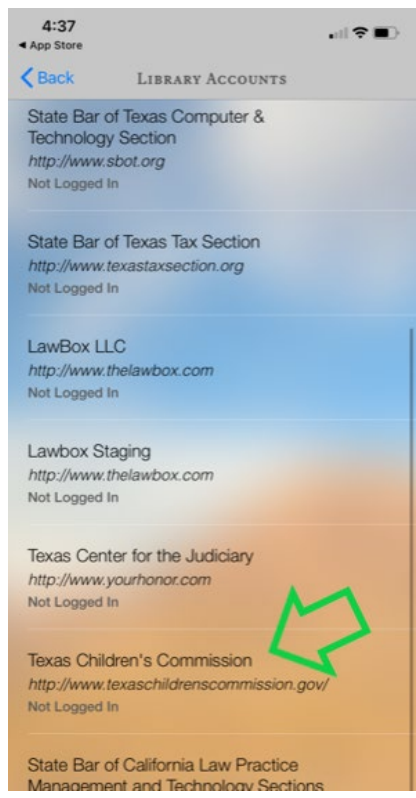 4:37
◄ App Store
Back
LIBRARY ACCOUNTS
State Bar of Texas Computer &
Technology Section
http://www.sbot.org
Not Logged In
State Bar of Texas Tax Section
http://www.texastaxsection.org
Not Logged In
LawBox LLC
http://www.thelawbox.com
Not Logged In
Lawbox Staging
http://www.thelawbox.com
Not Logged In
Texas Center for the Judiciary
http://www.yourhonor.com
Not Logged In
Texas Children's Commission
http://www.texaschildrenscommission.gov/
Not Logged In
State Bar of California Law Practice
Management and Technology Sections